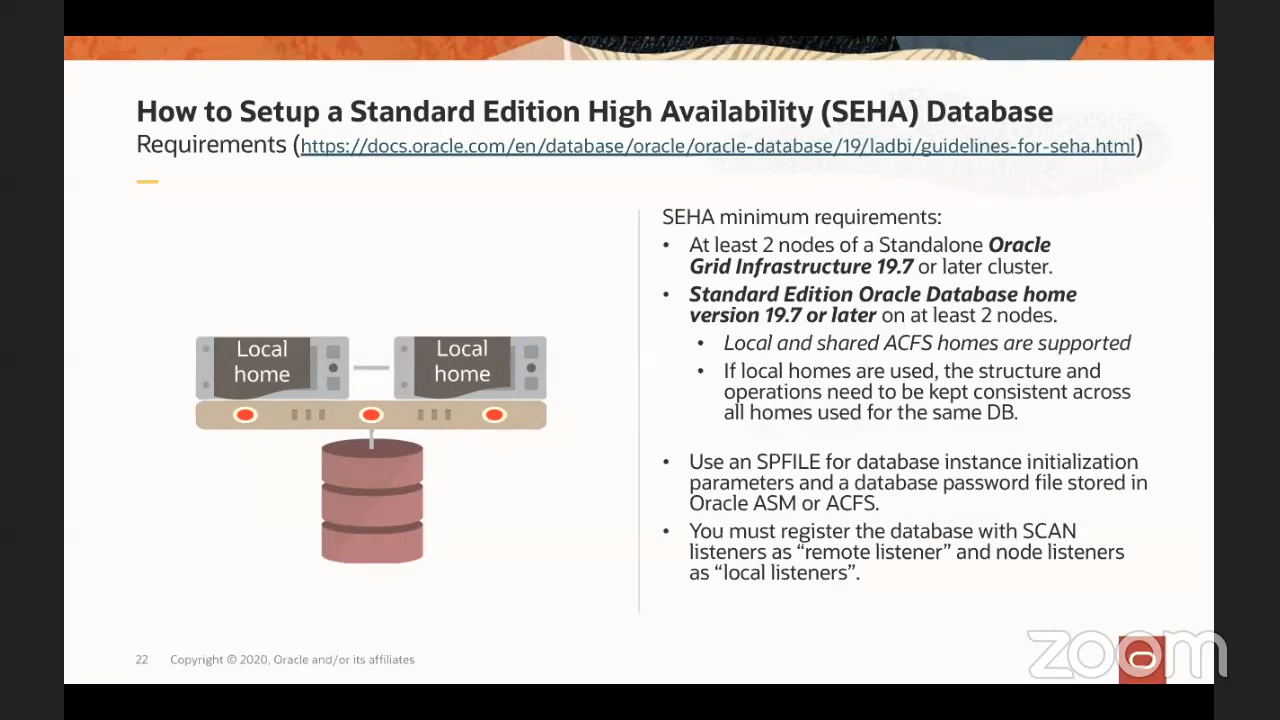 How to Setup a Standard Edition High Availability (SEHA) Database
Requirements (https://docs.oracle.com/en/database/oracle/oracle-database/19/ladbi/guidelines-for-seha.html)
Local
home
Local
home
SEHA minimum requirements:
• At least 2 nodes of a Standalone Oracle
Grid Infrastructure 19.7 or later cluster.
• Standard Edition Oracle Database home
version 19.7 or later on at least 2 nodes.
• Local and shared ACFS homes are supported
• If local homes are used, the structure and
operations need to be kept consistent across
all homes used for the same DB.
• Use an SPFILE for database instance initialization
parameters and a database password file stored in
Oracle ASM or ACFS.
• You must register the database with SCAN
listeners as “remote listener” and node listeners
as “local listeners”.
22 Copyright © 2020, Oracle and/or its affiliates
zoom